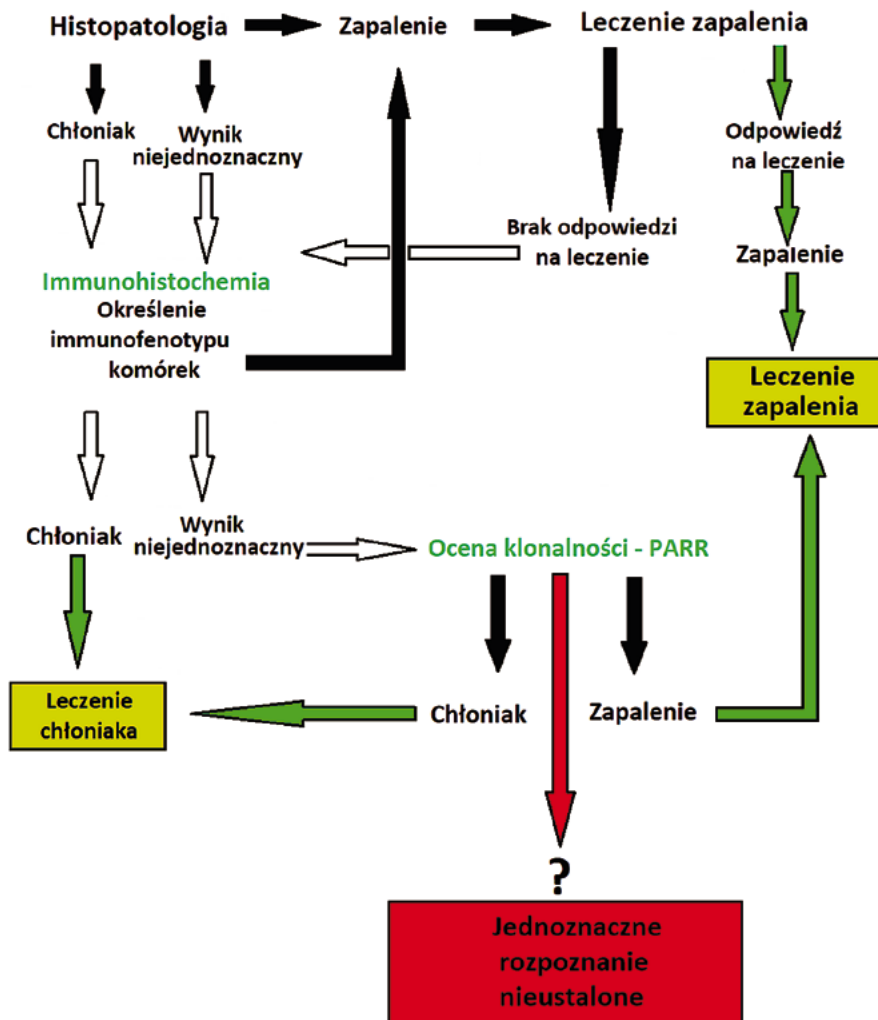 Histopatologia
Zapalenie
Leczenie zapalenia
Chłoniak
Wynik
niejednoznaczny
Odpowiedź
na leczenie
Brak odpowiedzi
na leczenie
Zapalenie
Immunohistochemia
Określenie
immunofenotypu
komórek
Leczenie
zapalenia
Chłoniak
Wynik
niejednoznaczny
Ocena klonalności - PARR
Leczenie
chłoniaka
Chłoniak
Zapalenie
?
Jednoznaczne
rozpoznanie
nieustalone